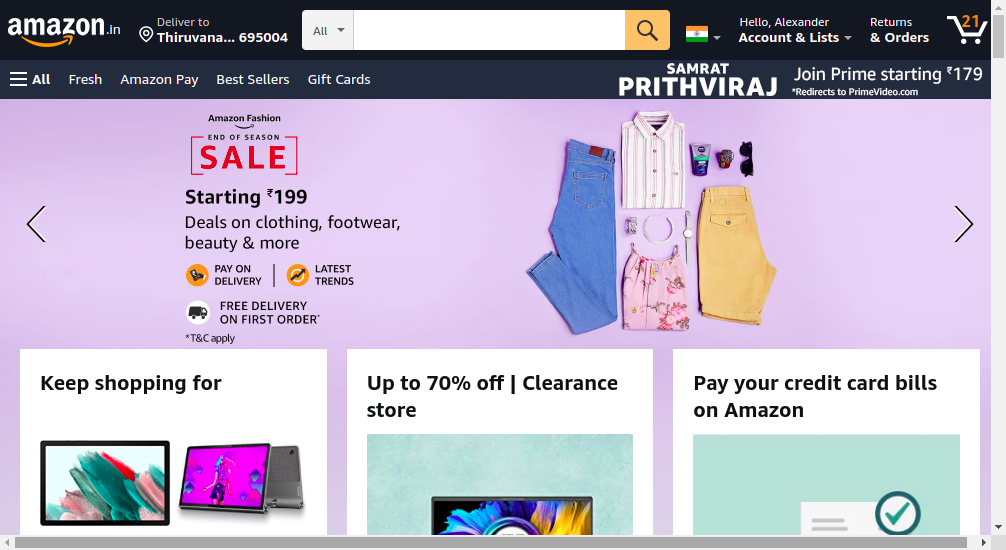 amazon.in
Deliver to
Thiruvana... 695004
All
Hello, Alexander
Account & Lists
Returns
& Orders
21
All
Fresh
Amazon Pay
Best Sellers
Gift Cards
SAMRAT
PRITHVIRAJ
Join Prime starting ₹179
*Redirects to PrimeVideo.com
Amazon Fashion
END OF SEASON
SALE
Starting ₹199
Deals on clothing, footwear,
beauty & more
PAY ON
DELIVERY
LATEST
TRENDS
FREE DELIVERY
ON FIRST ORDER*
*T&C apply
Keep shopping for
Up to 70% off | Clearance
store
Pay your credit card bills
on Amazon